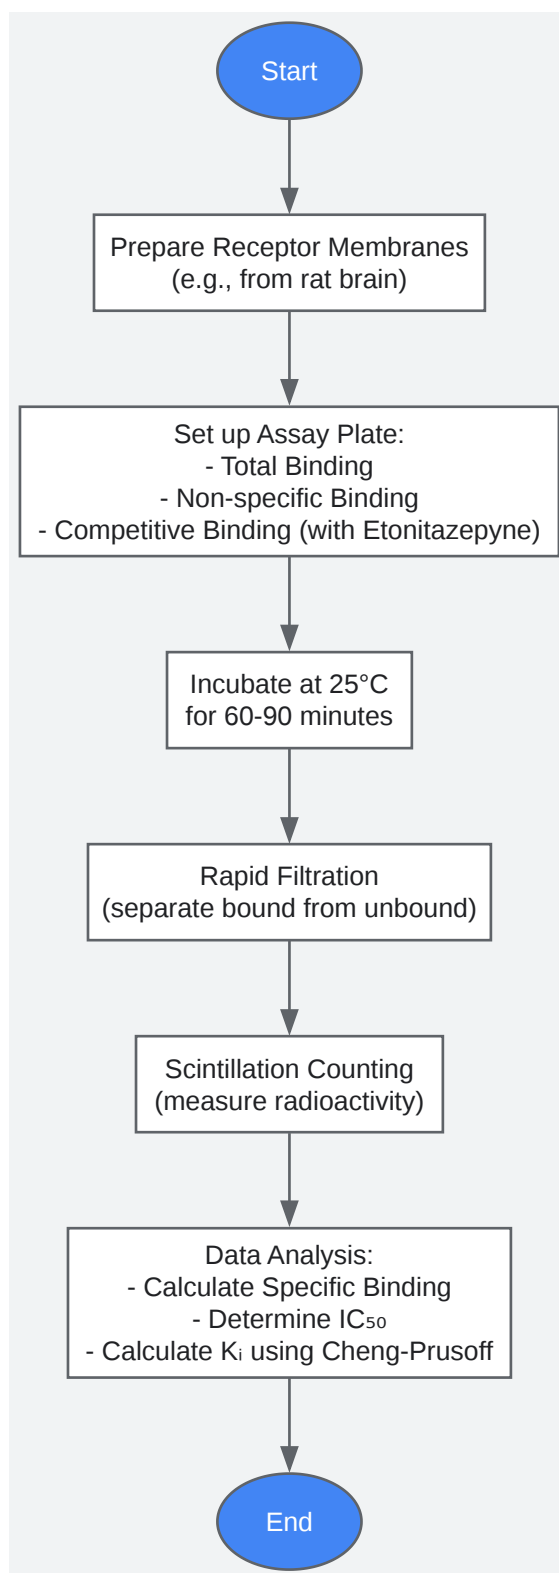 Start
Prepare Receptor Membranes
(e.g., from rat brain)
Set up Assay Plate:
- Total Binding
- Non-specific Binding
- Competitive Binding (with Etonitazepyne)
Incubate at 25°C
for 60-90 minutes
Rapid Filtration
(separate bound from unbound)
Scintillation Counting
(measure radioactivity)
Data Analysis:
- Calculate Specific Binding
- Determine IC₅₀
- Calculate Kᵢ using Cheng-Prusoff
End